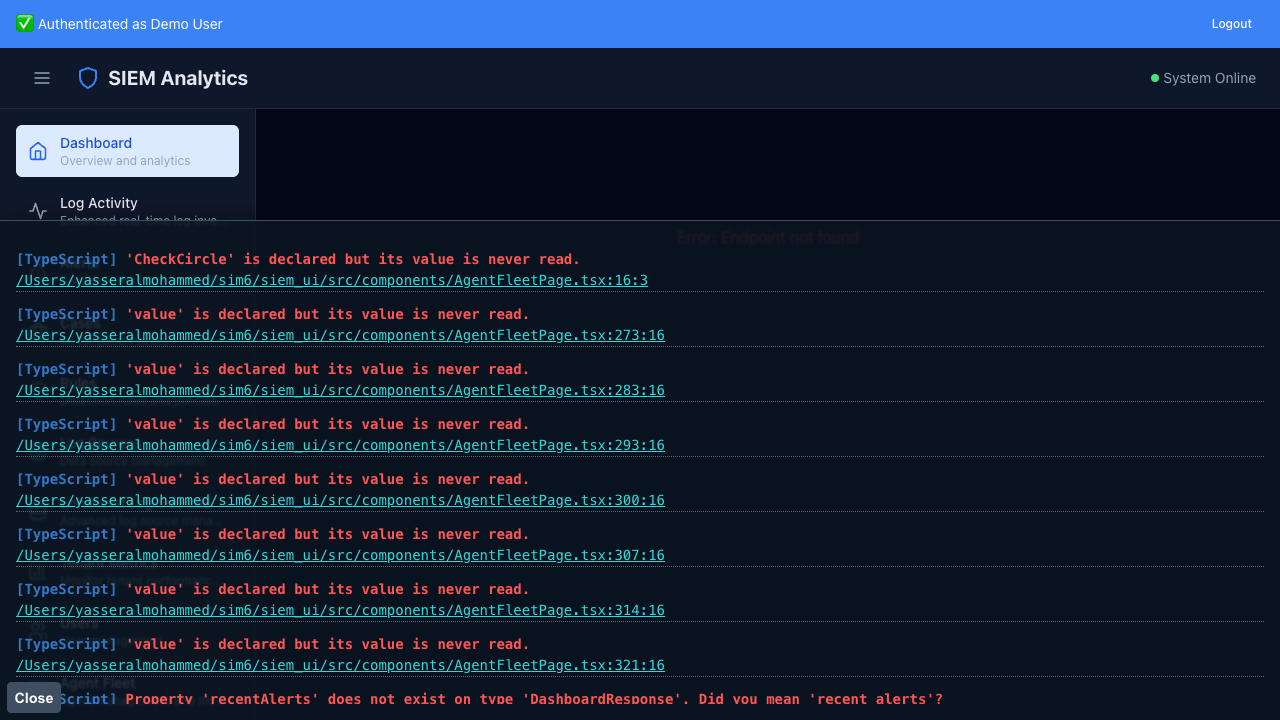 ✅ Authenticated as Demo User
Logout
SIEM Analytics
System Online
Dashboard
Overview and analytics
Log Activity
Enhanced real-time log inve...
Error: Endpoint not found
[TypeScript] 'CheckCircle' is declared but its value is never read.
/Users/yasseralmohammed/sim6/siem_ui/src/components/AgentFleetPage.tsx:16:3
[TypeScript] 'value' is declared but its value is never read.
/Users/yasseralmohammed/sim6/siem_ui/src/components/AgentFleetPage.tsx:273:16
Cases
[TypeScript] 'value' is declared but its value is never read.
/Users/yasseralmohammed/sim6/siem_ui/src/components/AgentFleetPage.tsx:283:16
Rules
[TypeScript] 'value' is declared but its value is never read.
/Users/yasseralmohammed/sim6/siem_ui/src/components/AgentFleetPage.tsx:293:16
[TypeScript] 'value' is declared but its value is never read.
/Users/yasseralmohammed/sim6/siem_ui/src/components/AgentFleetPage.tsx:300:16
Advanced log source mana...
[TypeScript] 'value' is declared but its value is never read.
/Users/yasseralmohammed/sim6/siem_ui/src/components/AgentFleetPage.tsx:307:16
[TypeScript] 'value' is declared but its value is never read.
/Users/yasseralmohammed/sim6/siem_ui/src/components/AgentFleetPage.tsx:314:16
Users
[TypeScript] 'value' is declared but its value is never read.
/Users/yasseralmohammed/sim6/siem_ui/src/components/AgentFleetPage.tsx:321:16
Agent Fleet
Close
Script] Property 'recentAlerts' does not exist on type 'DashboardResponse'. Did you mean 'recent_alerts'?